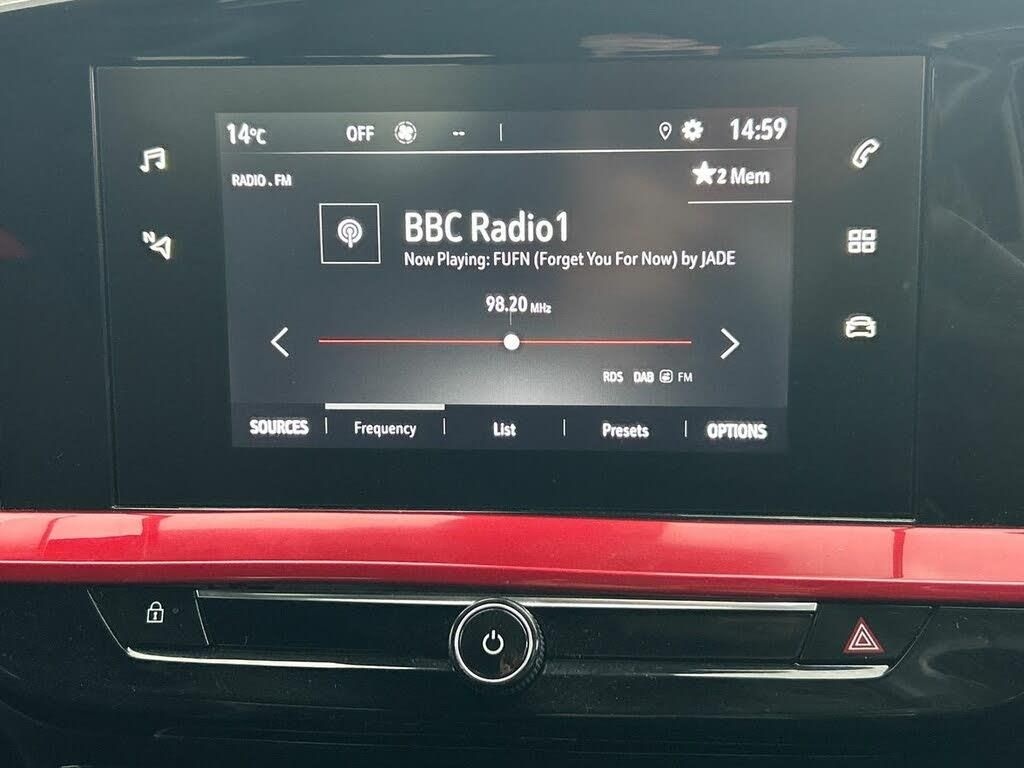 14°C OFF -- 14:59
RADIO . FM
2 Mem
BBC Radio1
Now Playing: FUFN (Forget You For Now) by JADE
98.20 MHz
RDS DAB FM
SOURCES Frequency List Presets OPTIONS
N